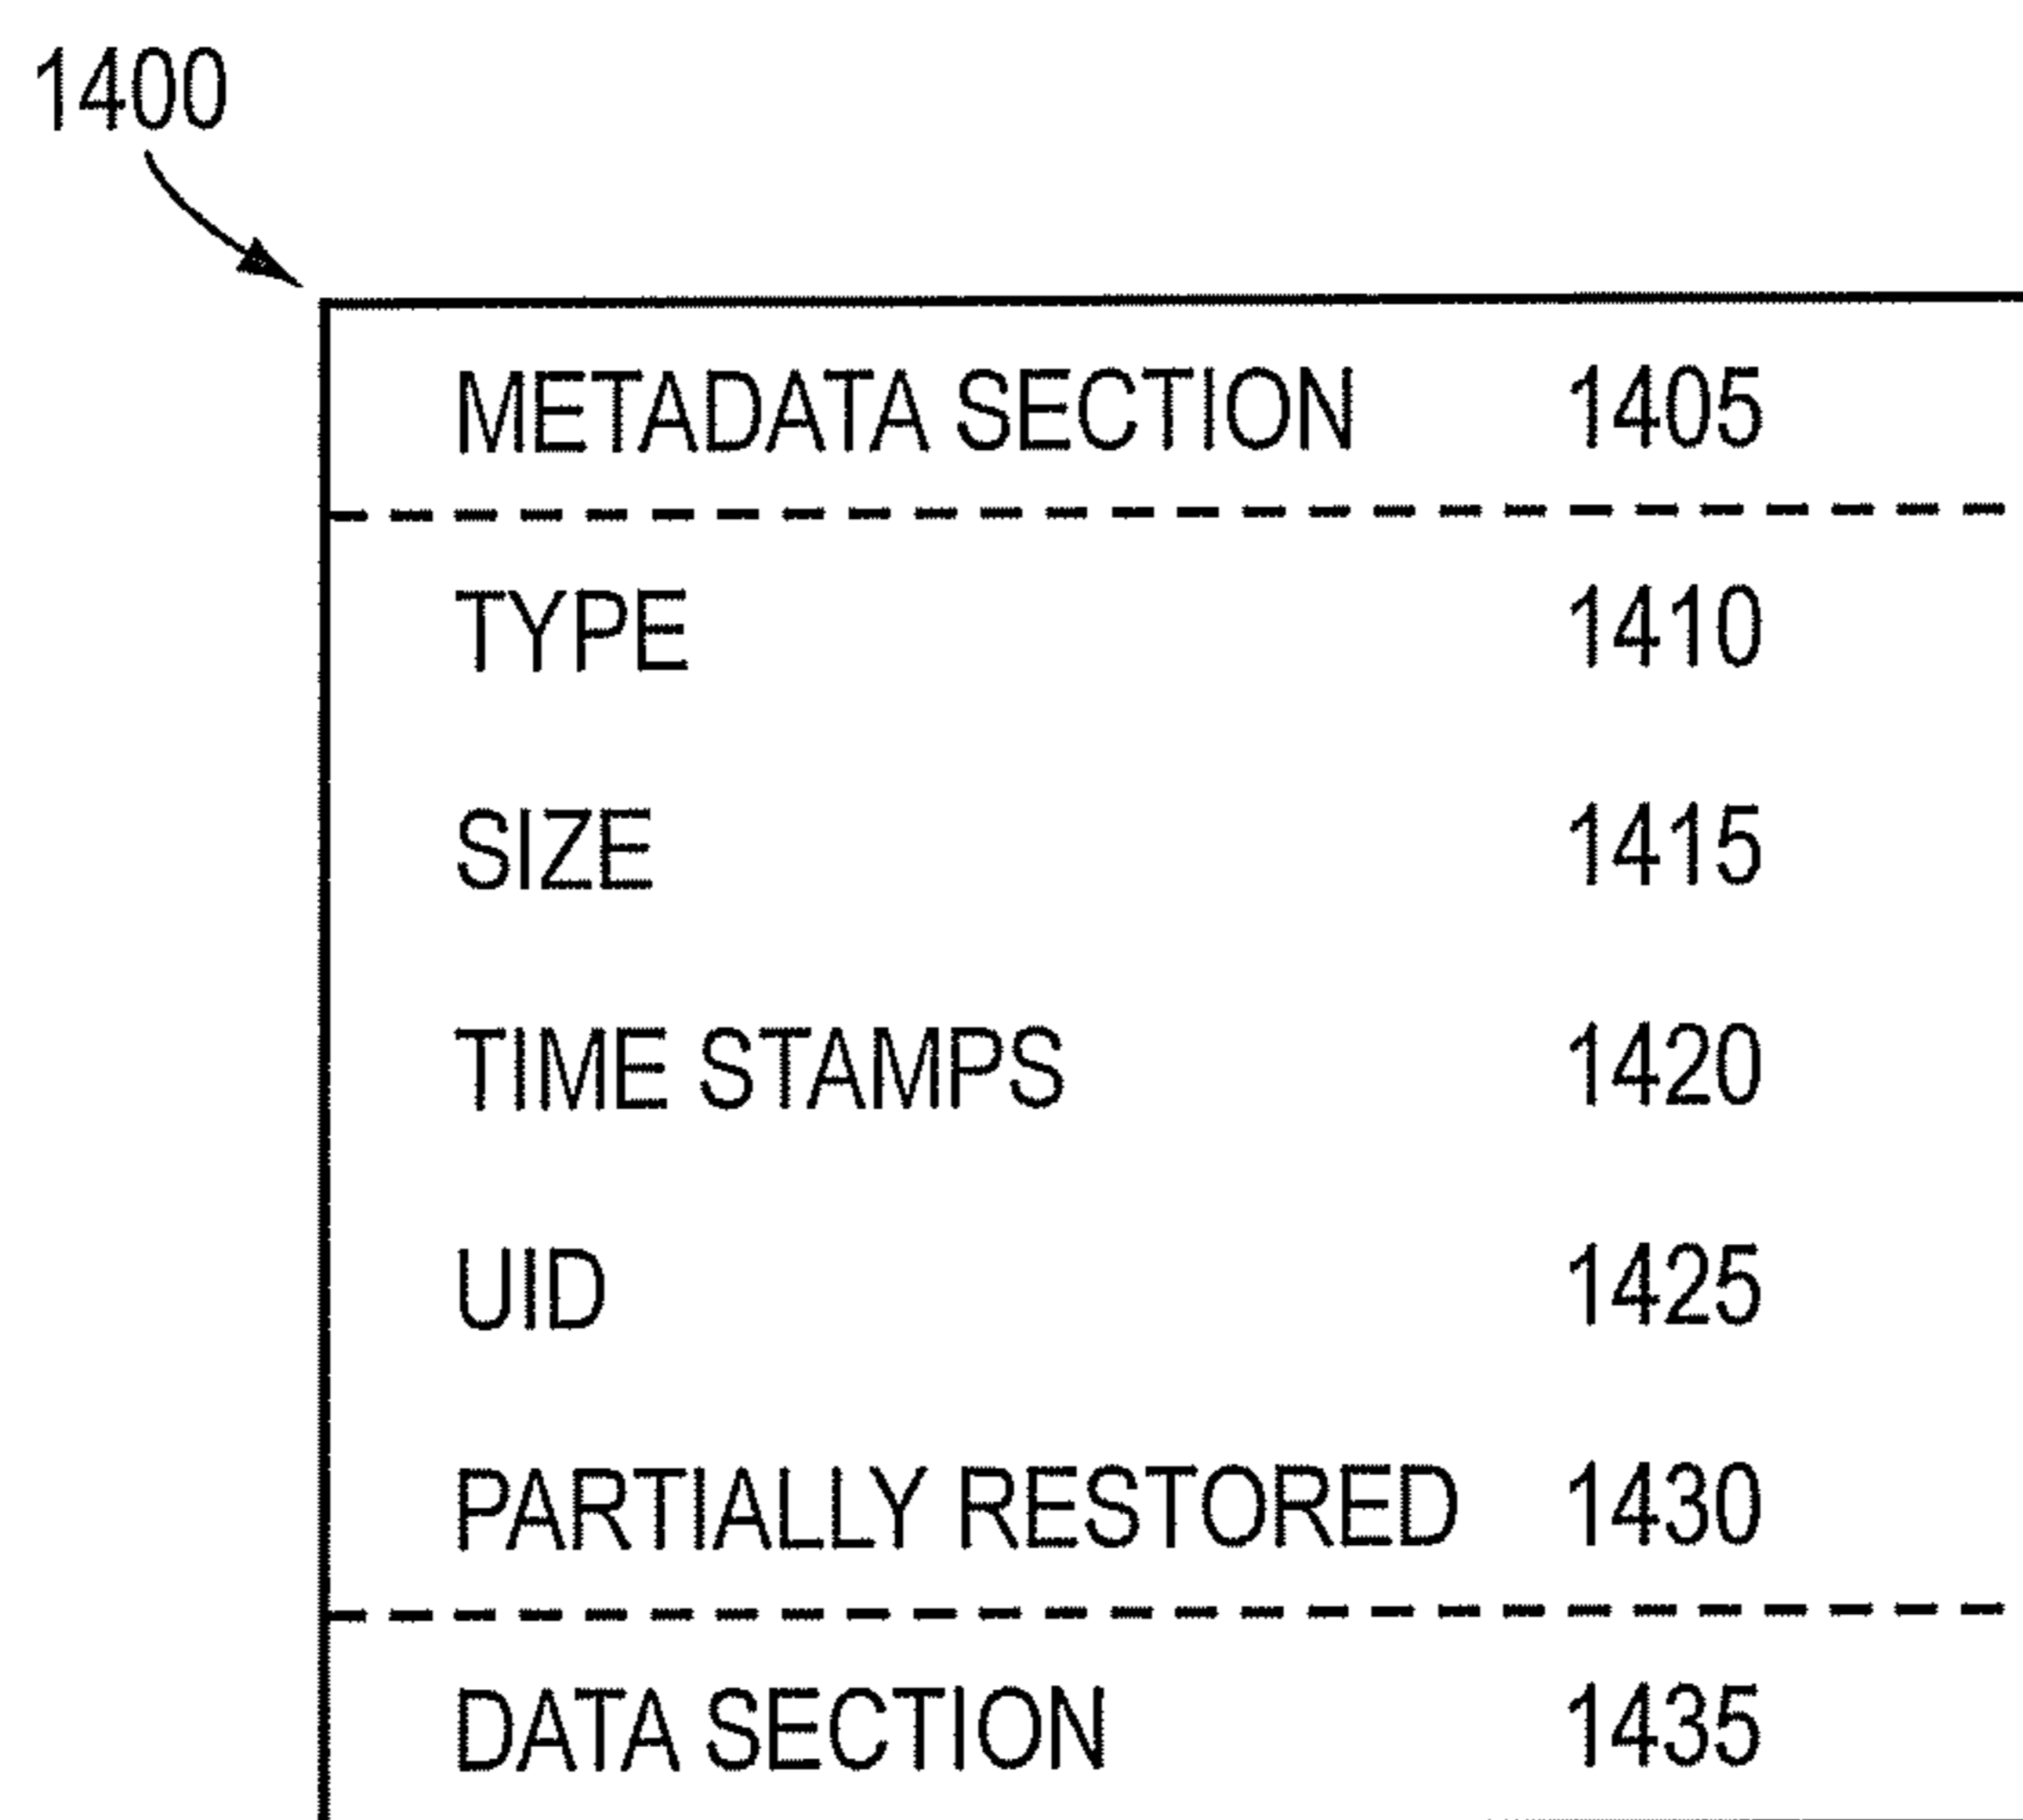 1400
METADATA SECTION 1405
TYPE 1410
SIZE 1415
TIME STAMPS 1420
UID 1425
PARTIALLY RESTORED 1430
DATA SECTION 1435